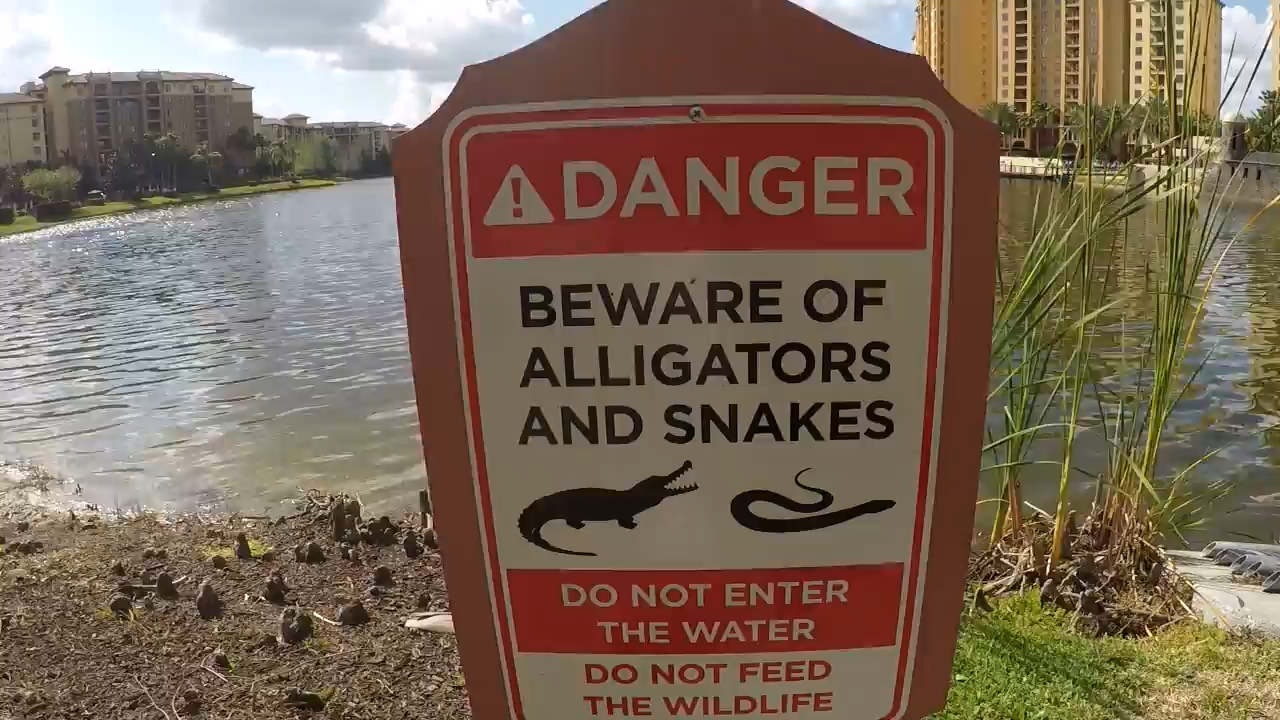 DANGER
BEWARE OF
ALLIGATORS
AND SNAKES
DO NOT ENTER
THE WATER
DO NOT FEED
THE WILDLIFE